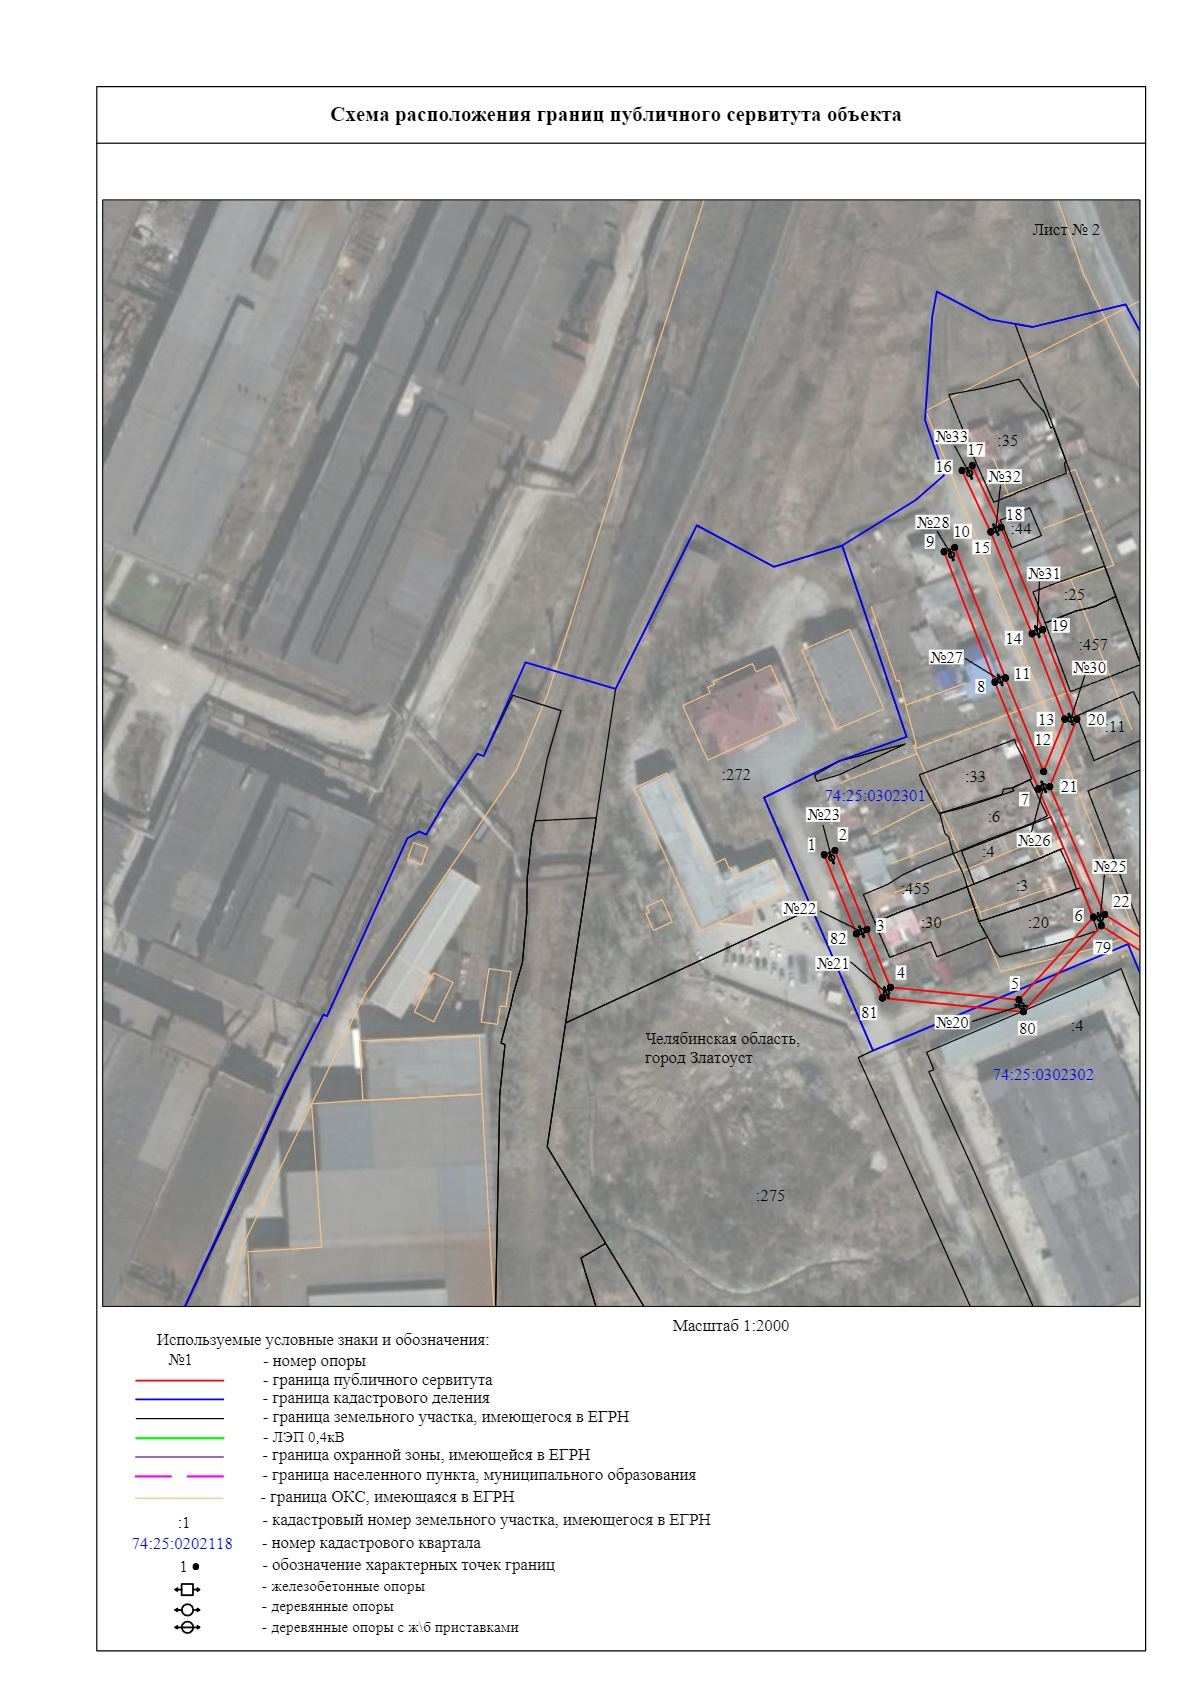 Схема расположения границ публичного сервитута объекта
Лист № 2
№33
17
:35
16
№32
18
№28
10
:44
9
15
№31
:25
19
14
:457
№27
№30
11
8
13
20
:11
12
:272
:33
21
74:25:0302301
7
№23
:6
2
№26
1
:4
№25
:455
:3
22
№22
6
3
:30
:20
82
79
№21
4
5
81
№20
80
:4
Челябинская область,
город Златоуст
74:25:0302302
:275
Масштаб 1:2000
Используемые условные знаки и обозначения:
№1 - номер опоры
- граница публичного сервитута
- граница кадастрового деления
- граница земельного участка, имеющегося в ЕГРН
- ЛЭП 0,4кВ
- граница охранной зоны, имеющейся в ЕГРН
- граница населенного пункта, муниципального образования
- граница ОКС, имеющаяся в ЕГРН
:1 - кадастровый номер земельного участка, имеющегося в ЕГРН
74:25:0202118 - номер кадастрового квартала
1 - обозначение характерных точек границ
- железобетонные опоры
- деревянные опоры
- деревянные опоры с ж\б приставками